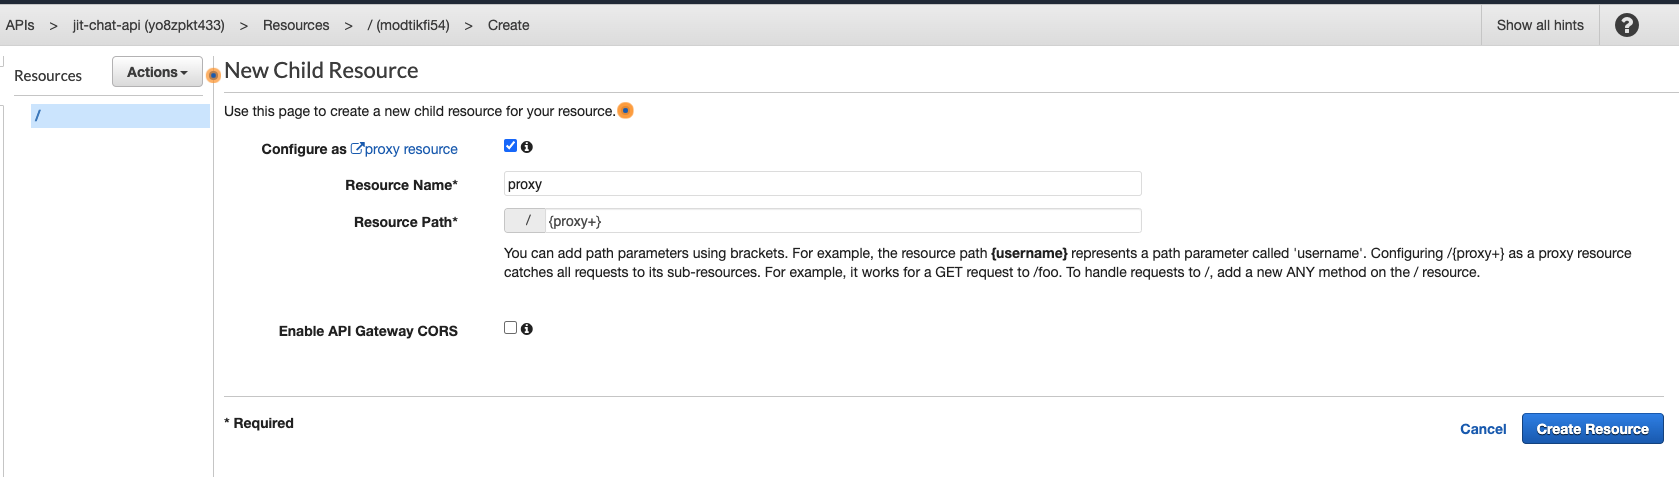 APIs > jit-chat-api (yo8zpkt433) > Resources > / (modtikfi54) > Create Show all hints ?
Resources Actions New Child Resource
/
Use this page to create a new child resource for your resource.
Configure as proxy resource
Resource Name* proxy
Resource Path* / {proxy+}
You can add path parameters using brackets. For example, the resource path {username} represents a path parameter called 'username'. Configuring /{proxy+} as a proxy resource
catches all requests to its sub-resources. For example, it works for a GET request to /foo. To handle requests to /, add a new ANY method on the / resource.
Enable API Gateway CORS
* Required
Cancel Create Resource